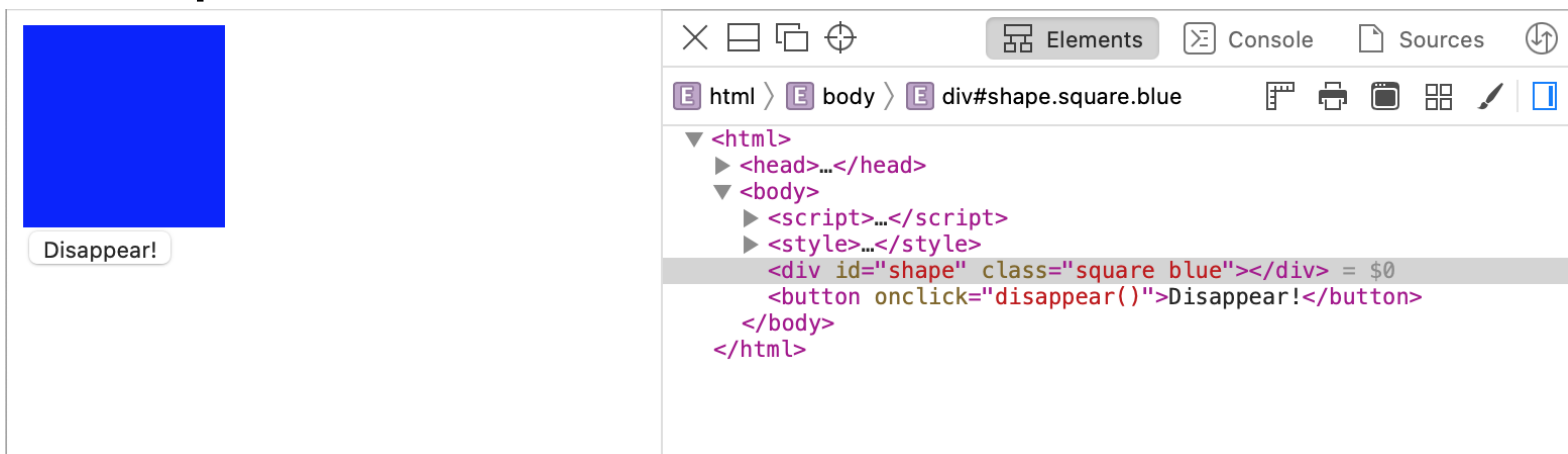 Disappear!
Elements Console Sources
E html E body E div#shape.square.blue
<html>
<head>…</head>
<body>
<script>…</script>
<style>…</style>
<div id="shape" class="square blue"></div> = $0
<button onclick="disappear()">Disappear!</button>
</body>
</html>